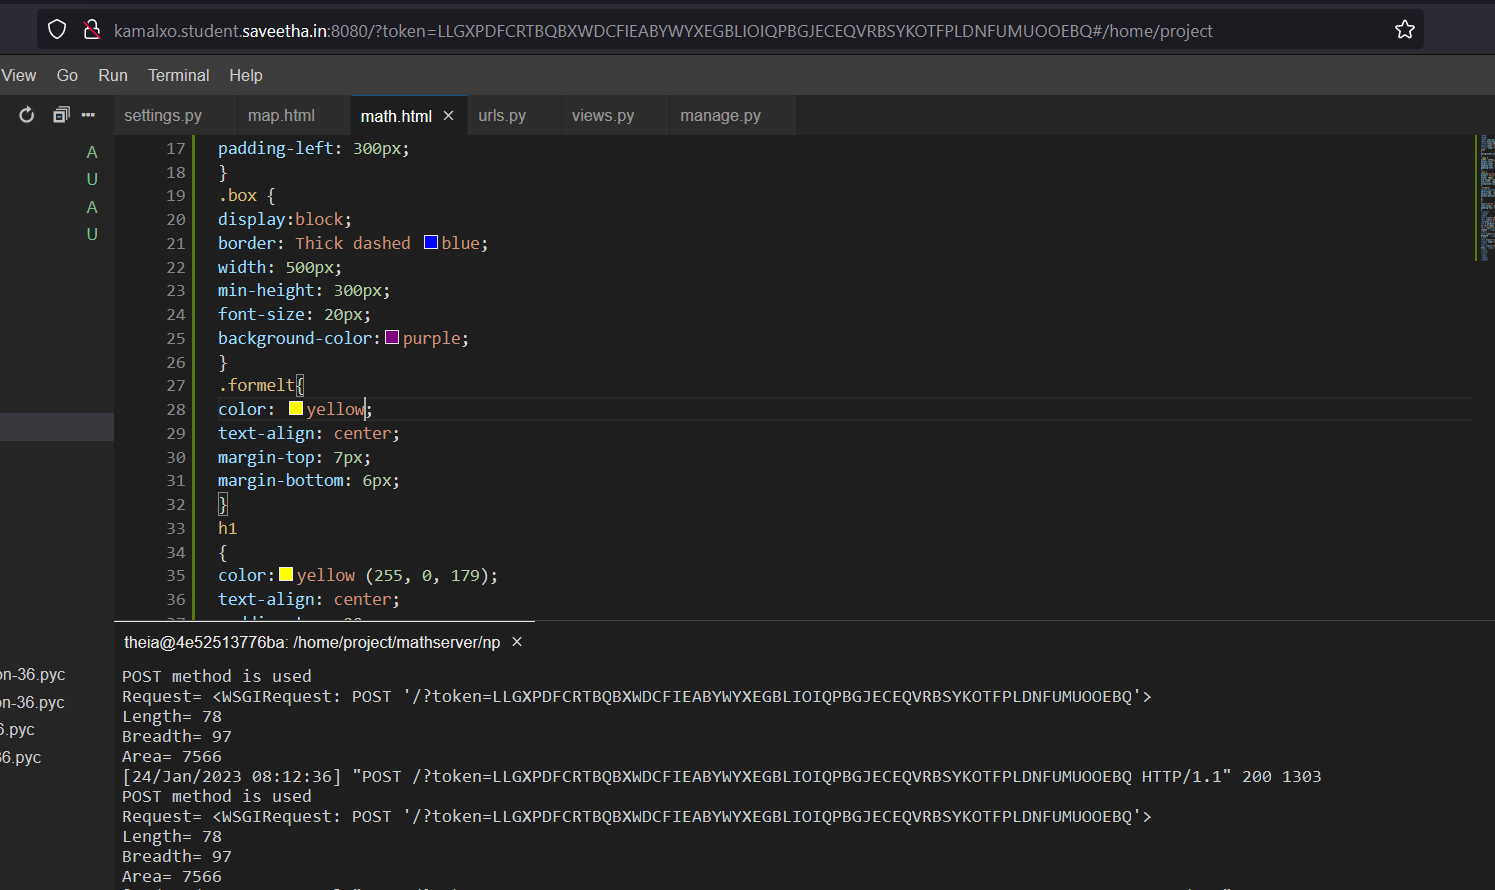 kamalxo.student.saveetha.in:8080/?token=LLGXPDFCRTBQBXWDCFIEABYWYXEGBLIOIQPBGJECEQVRBSYKOTFPLDNFUMUOOEBQ#/home/project
View Go Run Terminal Help
settings.py map.html math.html × urls.py views.py manage.py
A
U
A
U
17 padding-left: 300px;
18 }
19 .box {
20 display:block;
21 border: Thick dashed blue;
22 width: 500px;
23 min-height: 300px;
24 font-size: 20px;
25 background-color:purple;
26 }
27 .formelt{
28 color: yellow;
29 text-align: center;
30 margin-top: 7px;
31 margin-bottom: 6px;
32 }
33 h1
34 {
35 color:yellow (255, 0, 179);
36 text-align: center;
on-36.pyc
on-36.pyc
6.pyc
36.pyc
theia@4e52513776ba: /home/project/mathserver/np ×
POST method is used
Request= <WSGIRequest: POST '/?token=LLGXPDFCRTBQBXWDCFIEABYWYXEGBLIOIQPBGJECEQVRBSYKOTFPLDNFUMUOOEBQ'>
Length= 78
Breadth= 97
Area= 7566
[24/Jan/2023 08:12:36] "POST /?token=LLGXPDFCRTBQBXWDCFIEABYWYXEGBLIOIQPBGJECEQVRBSYKOTFPLDNFUMUOOEBQ HTTP/1.1" 200 1303
POST method is used
Request= <WSGIRequest: POST '/?token=LLGXPDFCRTBQBXWDCFIEABYWYXEGBLIOIQPBGJECEQVRBSYKOTFPLDNFUMUOOEBQ'>
Length= 78
Breadth= 97
Area= 7566